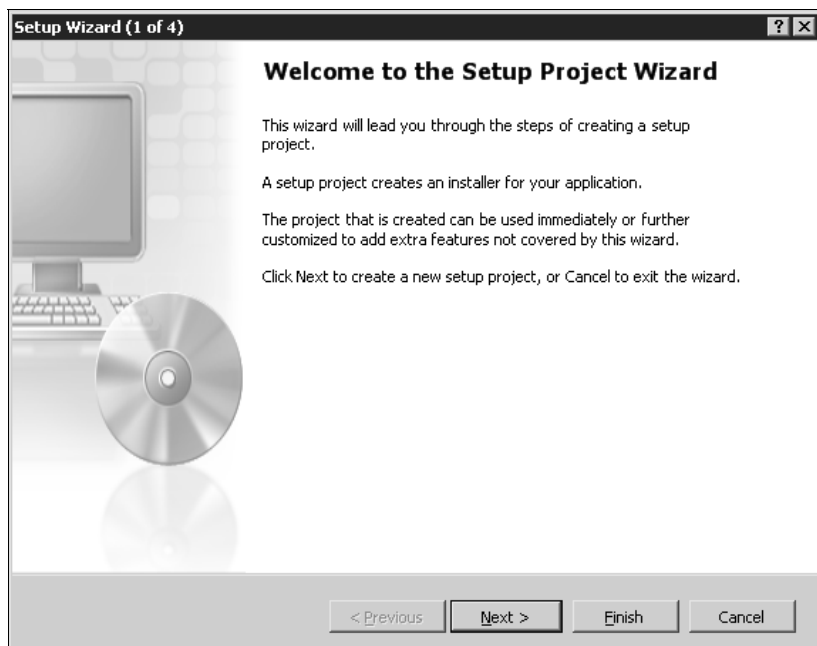 Setup Wizard (1 of 4)
Welcome to the Setup Project Wizard
This wizard will lead you through the steps of creating a setup
project.
A setup project creates an installer for your application.
The project that is created can be used immediately or further
customized to add extra features not covered by this wizard.
Click Next to create a new setup project, or Cancel to exit the wizard.
< Previous Next > Finish Cancel